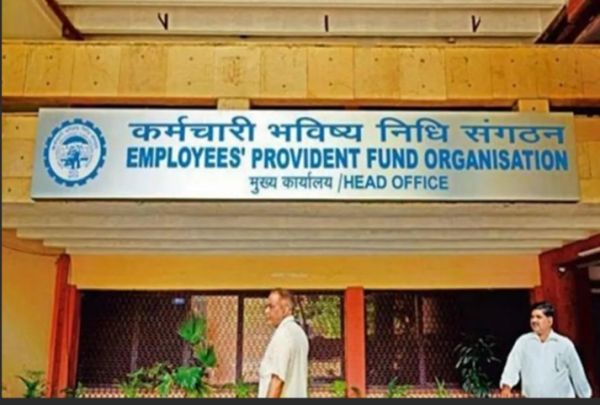 कर्मचारी भविष्य निधि संगठन
EMPLOYEES' PROVIDENT FUND ORGANISATION
मुख्य कार्यालय /HEAD OFFICE